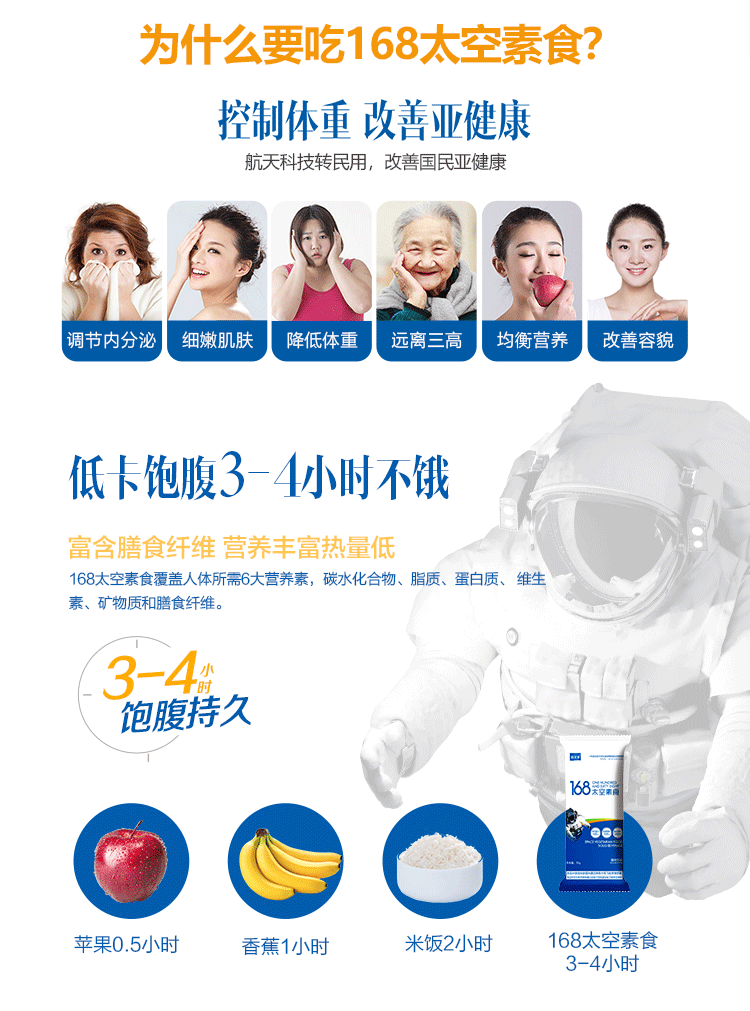 为什么要吃168太空素食?
控制体重 改善亚健康
航天科技转民用，改善国民亚健康
调节内分泌
细嫩肌肤
降低体重
远离三高
均衡营养
改善容貌
低卡饱腹3-4小时不饿
富含膳食纤维 营养丰富热量低
168太空素食覆盖人体所需6大营养素，碳水化合物、脂质、蛋白质、维生
素、矿物质和膳食纤维。
3-4小时
饱腹持久
168
ONE HUNDRED
AND SIXTY EIGHT
太空素食
苹果0.5小时
香蕉1小时
米饭2小时
168太空素食
3-4小时